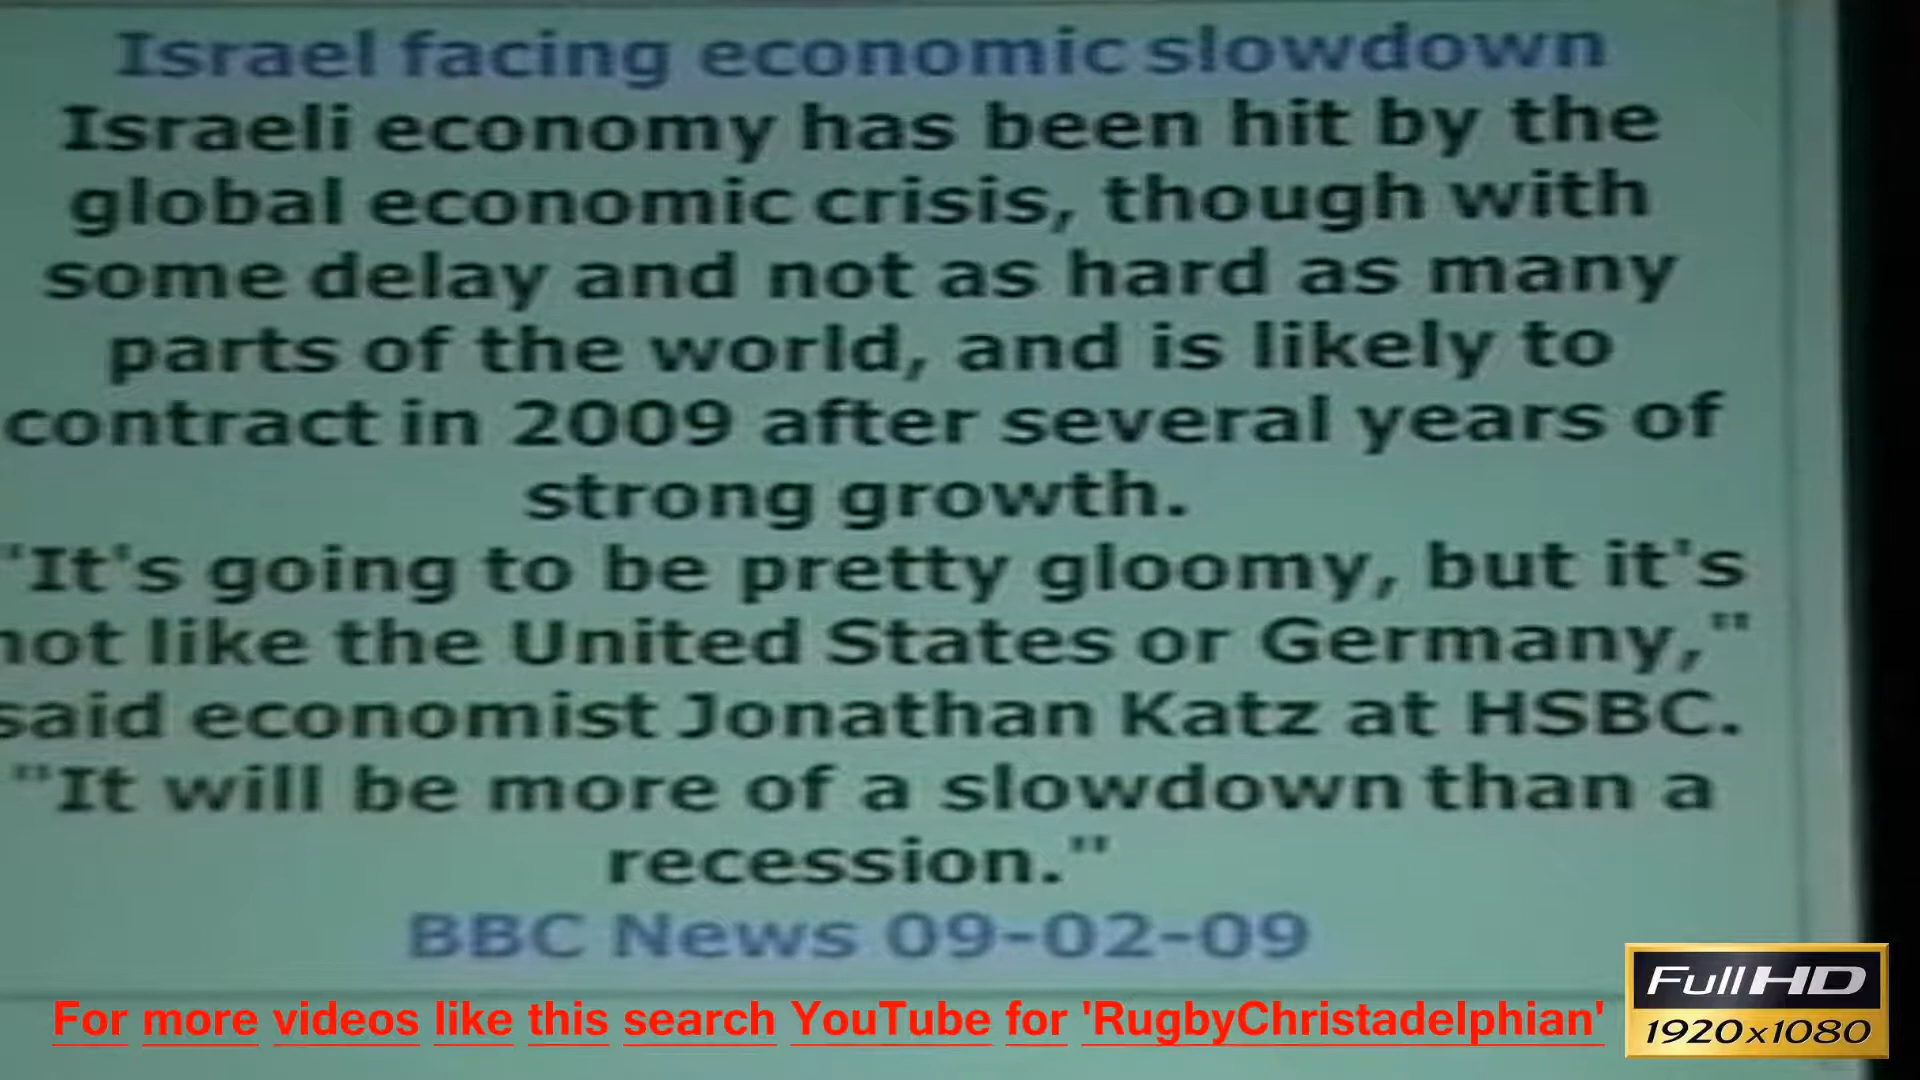 Israel facing economic slowdown
Israeli economy has been hit by the
global economic crisis, though with
some delay and not as hard as many
parts of the world, and is likely to
contract in 2009 after several years of
strong growth.
"It's going to be pretty gloomy, but it's
not like the United States or Germany,"
said economist Jonathan Katz at HSBC.
"It will be more of a slowdown than a
recession."
BBC News 09-02-09
For more videos like this search YouTube for 'RugbyChristadelphian'
Full HD
1920x1080